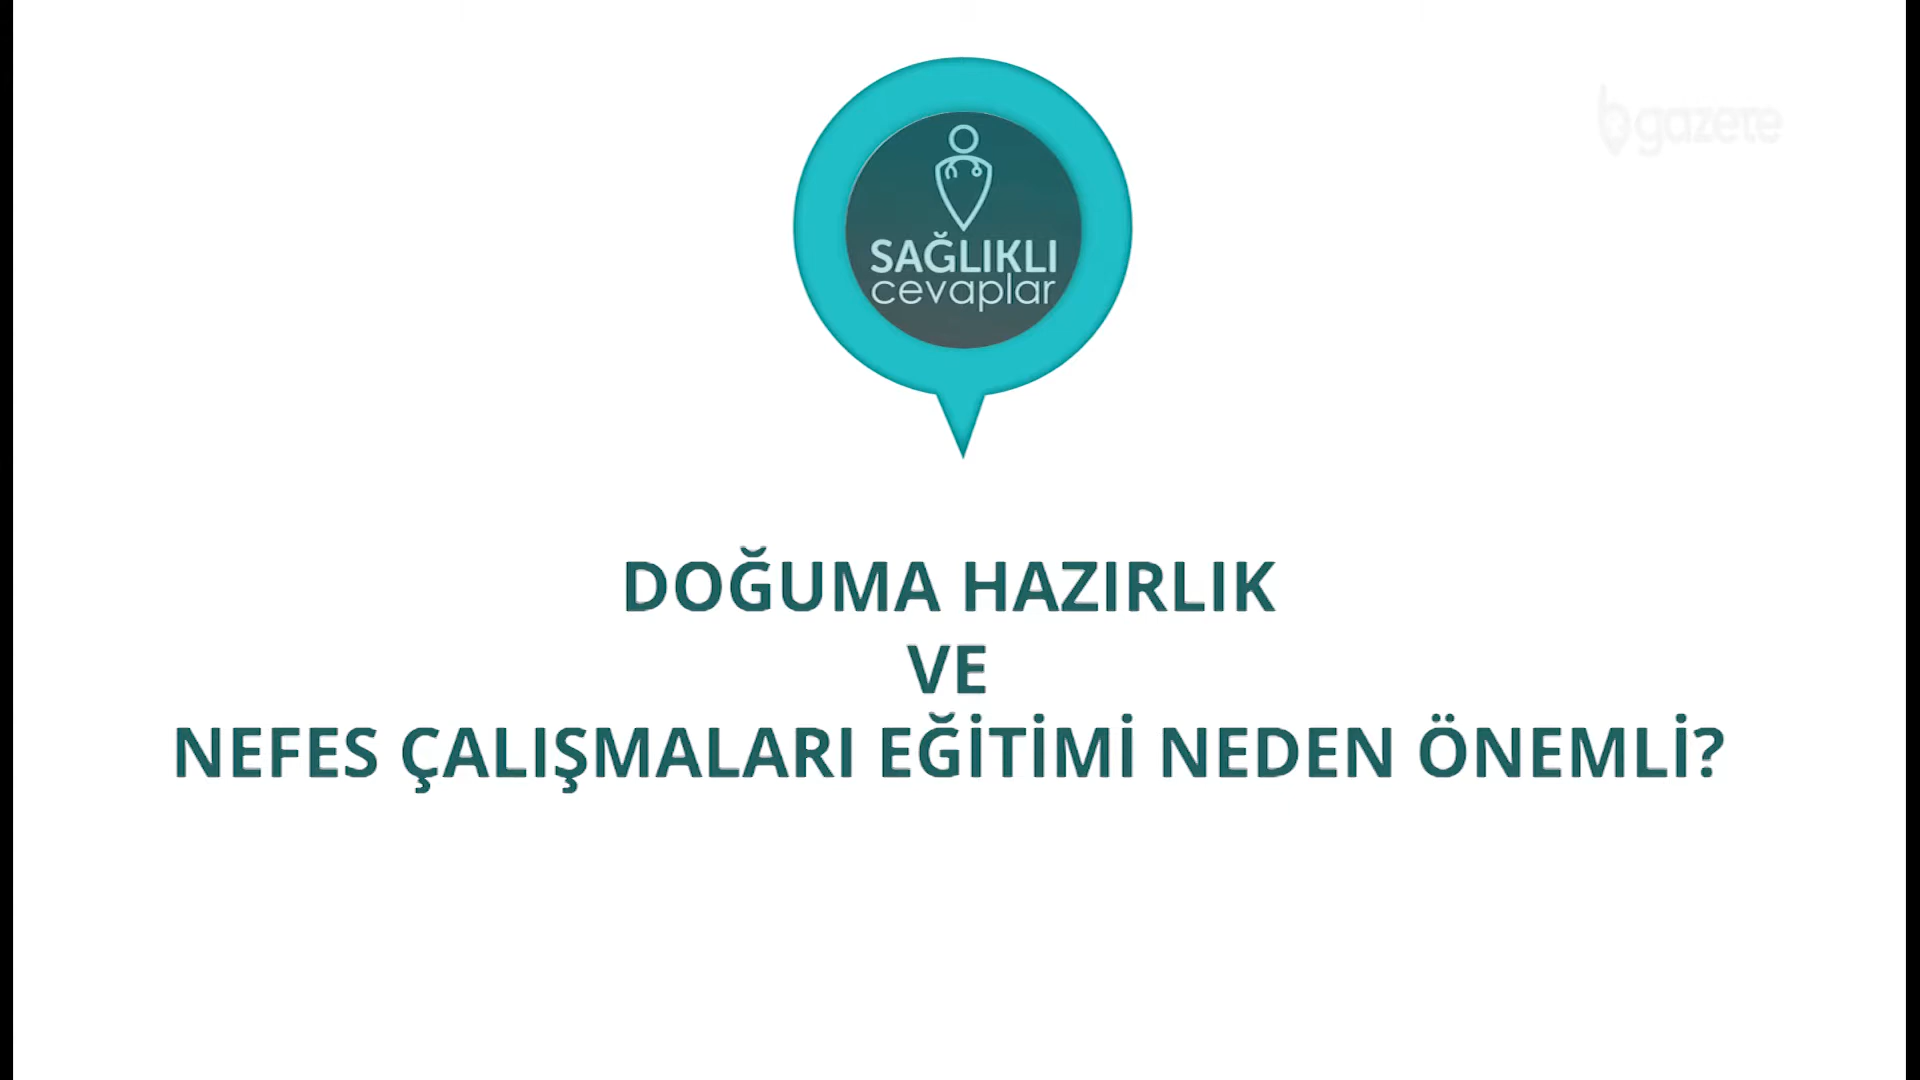 gazete
SAĞLIKLI
cevaplar
DOĞUMA HAZIRLIK
VE
NEFES ÇALIŞMALARI EĞİTİMİ NEDEN ÖNEMLİ?